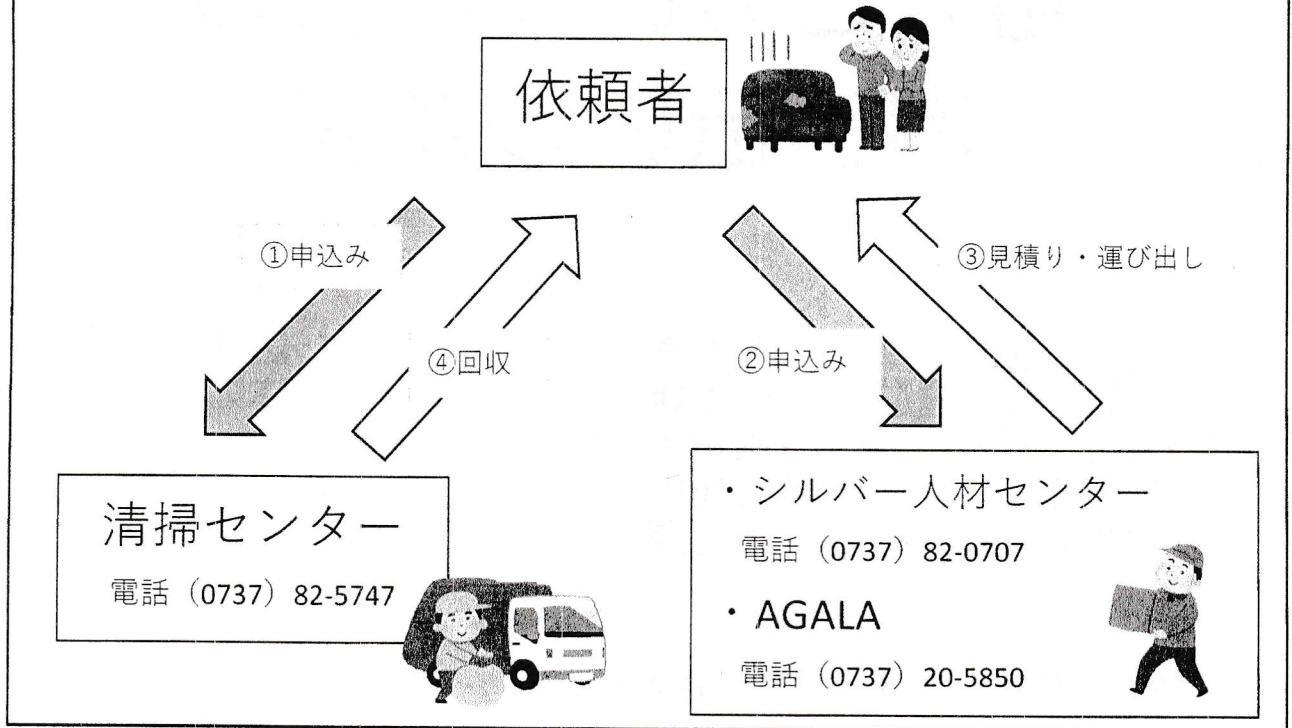 依頼者
①申込み
③見積り・運び出し
④回収
②申込み
清掃センター
電話（0737）82-5747
・シルバー人材センター
電話（0737）82-0707
・AGALA
電話（0737）20-5850